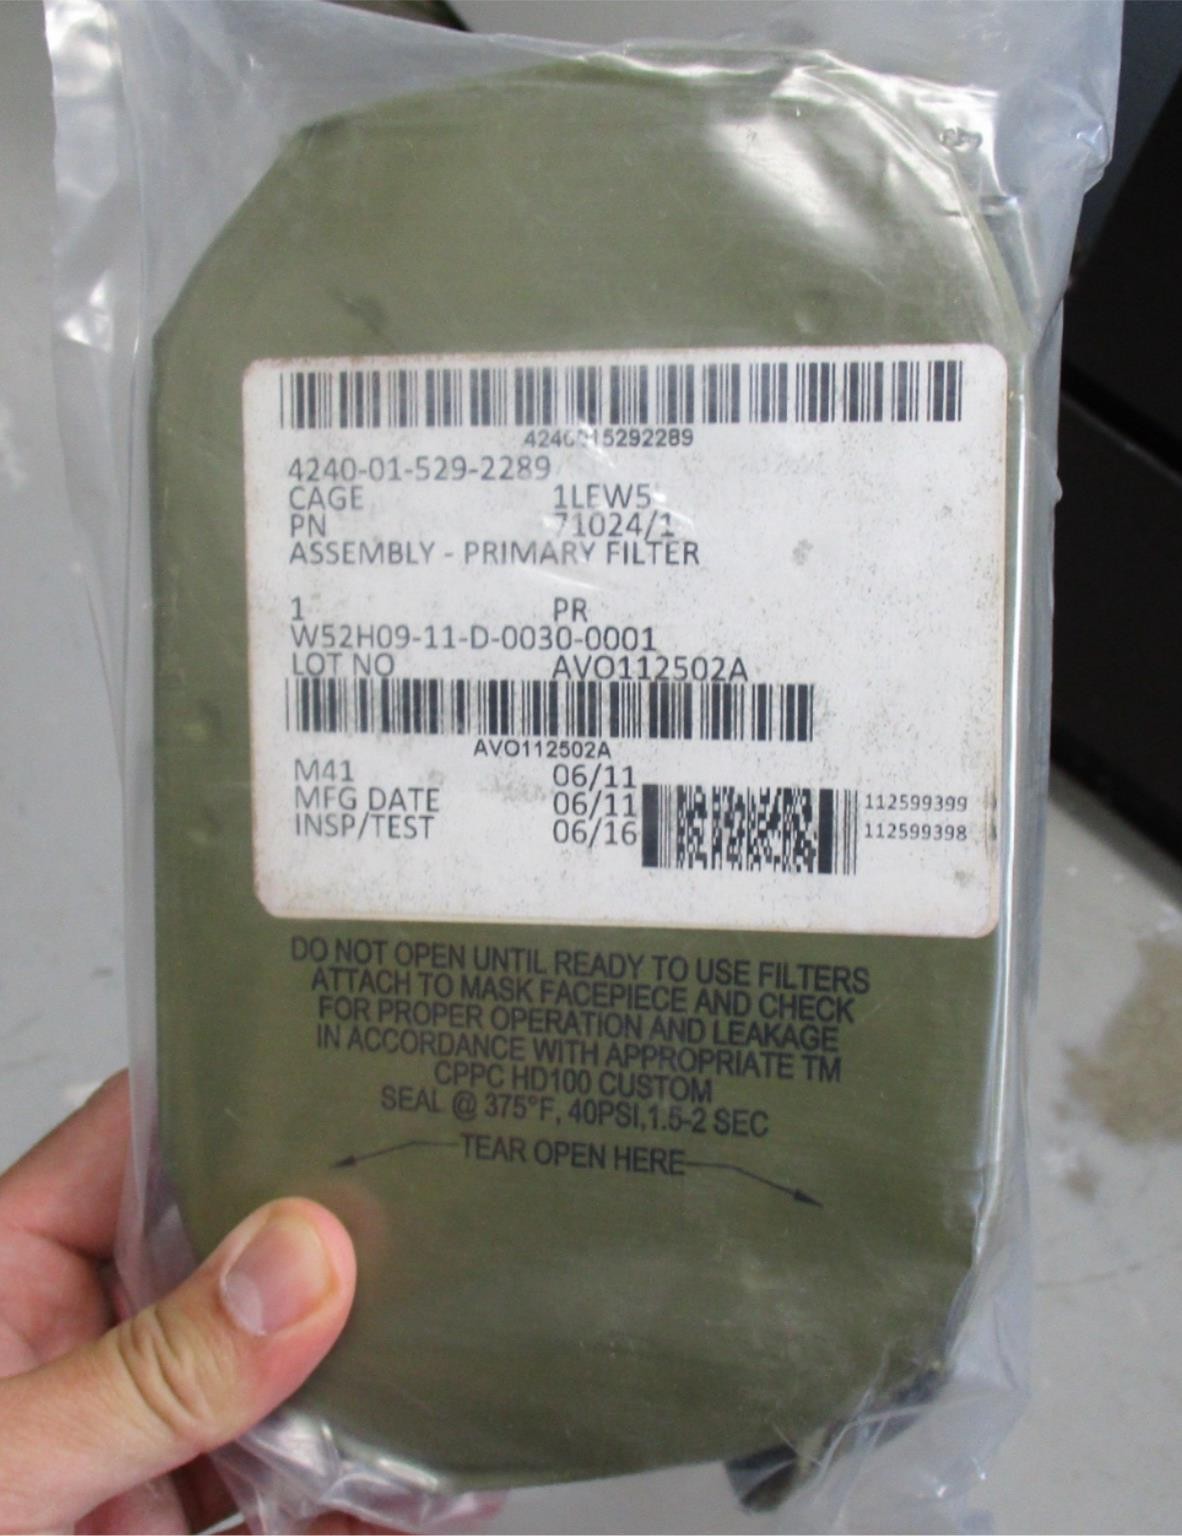 4240015292289
4240-01-529-2289
CAGE 1LEW5
PN 71024/1
ASSEMBLY - PRIMARY FILTER
1 PR
W52H09-11-D-0030-0001
LOT NO AVO112502A
AVO112502A
M41 06/11
MFG DATE 06/11 112599399
INSP/TEST 06/16 112599398
DO NOT OPEN UNTIL READY TO USE FILTERS
ATTACH TO MASK FACEPIECE AND CHECK
FOR PROPER OPERATION AND LEAKAGE
IN ACCORDANCE WITH APPROPRIATE TM
CPPC HD100 CUSTOM
SEAL @ 375°F, 40PSI,1.5-2 SEC
TEAR OPEN HERE